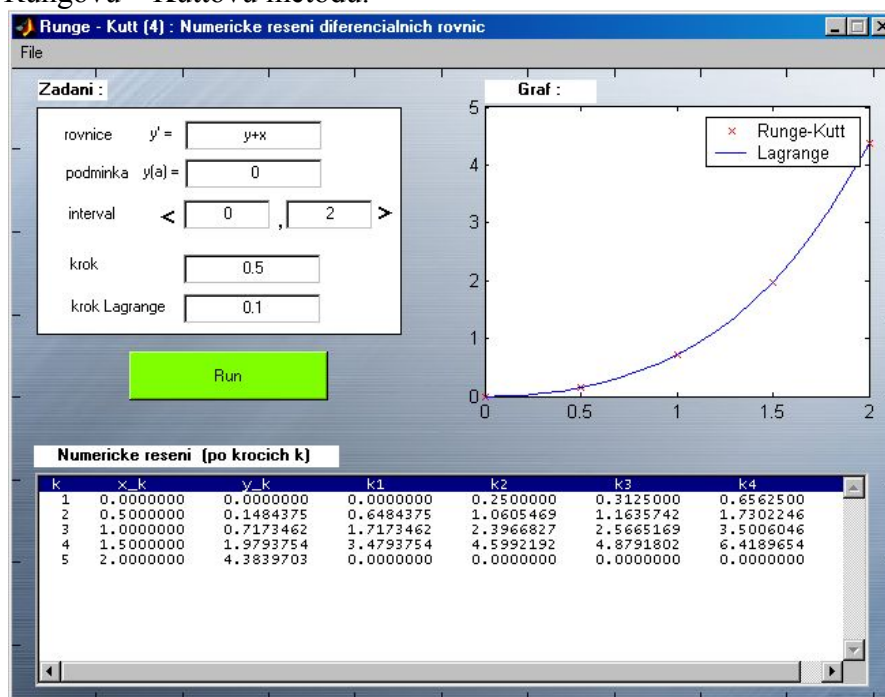 Rungovu – Kuttovu metodu.
Runge - Kutt (4) : Numericke reseni diferencialnich rovnic
File
Zadani :
rovnice y' = y+x
podminka y(a) = 0
interval < 0 , 2 >
krok 0.5
krok Lagrange 0.1
Run
Graf :
5
4
3
2
1
0
0 0.5 1 1.5 2
× Runge-Kutt
Lagrange
Numericke reseni (po krocich k)
k x_k y_k k1 k2 k3 k4
1 0.0000000 0.0000000 0.0000000 0.2500000 0.3125000 0.6562500
2 0.5000000 0.1484375 0.6484375 1.0605469 1.1635742 1.7302246
3 1.0000000 0.7173462 1.7173462 2.3966827 2.5665169 3.5006046
4 1.5000000 1.9793754 3.4793754 4.5992192 4.8791802 6.4189654
5 2.0000000 4.3839703 0.0000000 0.0000000 0.0000000 0.0000000